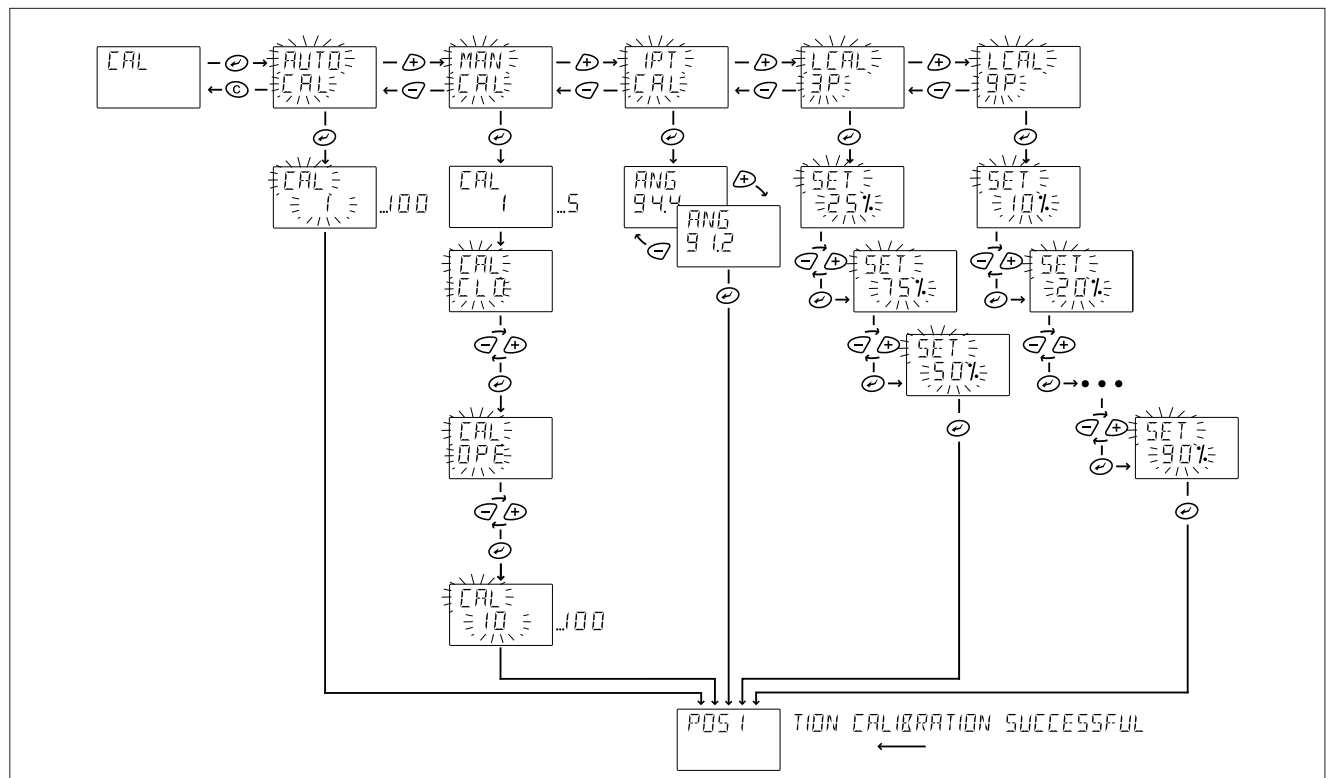 CAL
AUTO
CAL
MAN
CAL
1PT
CAL
LCAL
3P
LCAL
9P
C
CAL
1
...100
CAL
1
...5
ANG
94.4
ANG
91.2
SET
25%
SET
10%
CAL
CLO
SET
75%
SET
20%
SET
50%
CAL
OPE
SET
90%
CAL
10
...100
POSI TION CALIBRATION SUCCESSFUL